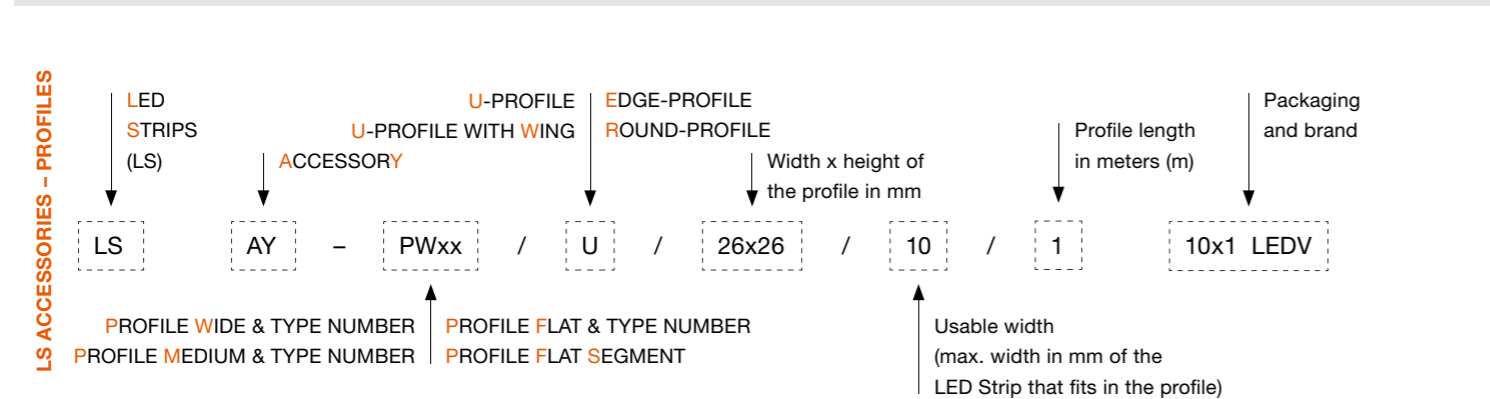 LS ACCESSORIES – PROFILES
LED
STRIPS
(LS)
ACCESSORY
U-PROFILE
U-PROFILE WITH WING
EDGE-PROFILE
ROUND-PROFILE
Width x height of
the profile in mm
Profile length
in meters (m)
Packaging
and brand
LS AY – PWxx / U / 26x26 / 10 / 1 10x1 LEDV
PROFILE WIDE & TYPE NUMBER
PROFILE MEDIUM & TYPE NUMBER
PROFILE FLAT & TYPE NUMBER
PROFILE FLAT SEGMENT
Usable width
(max. width in mm of the
LED Strip that fits in the profile)